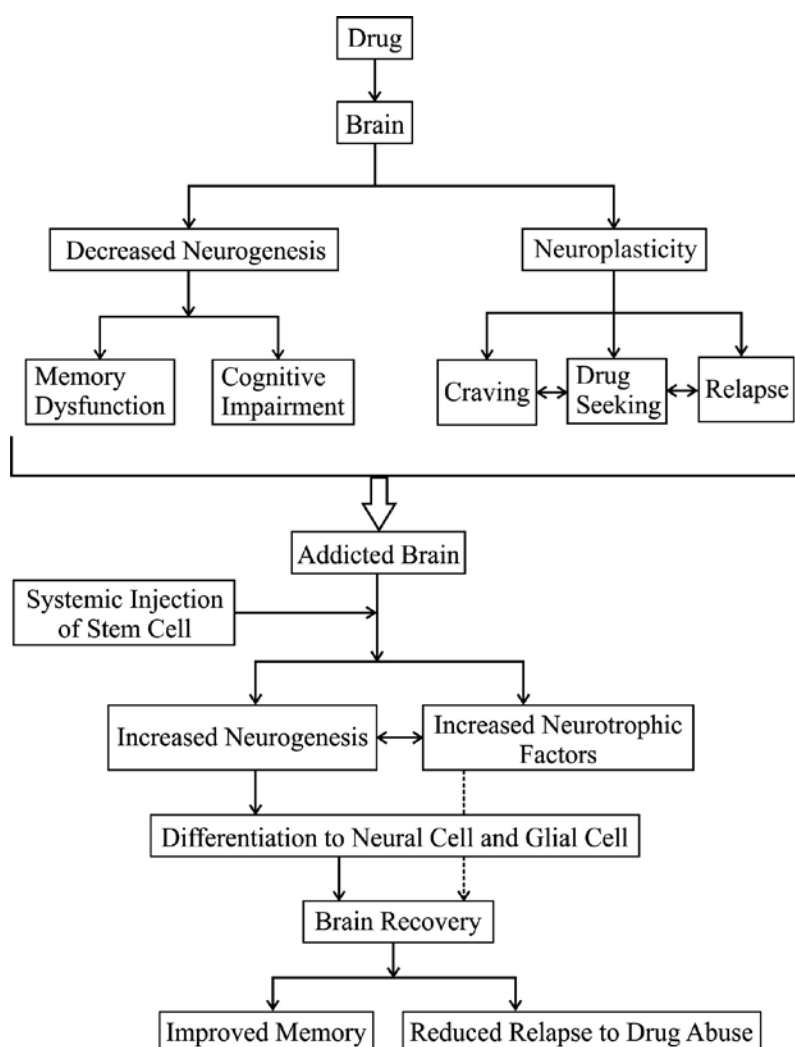 Drug
Brain
Decreased Neurogenesis
Neuroplasticity
Memory
Dysfunction
Cognitive
Impairment
Craving
Drug
Seeking
Relapse
Addicted Brain
Systemic Injection
of Stem Cell
Increased Neurogenesis
Increased Neurotrophic
Factors
Differentiation to Neural Cell and Glial Cell
Brain Recovery
Improved Memory
Reduced Relapse to Drug Abuse